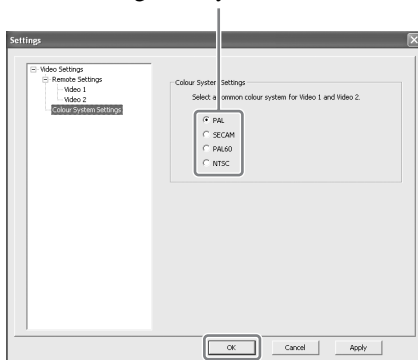 Settings
Video Settings
Remote Settings
Video 1
Video 2
Colour System Settings
Colour System Settings
Select a common colour system for Video 1 and Video 2.
PAL
SECAM
PAL60
NTSC
OK
Cancel
Apply